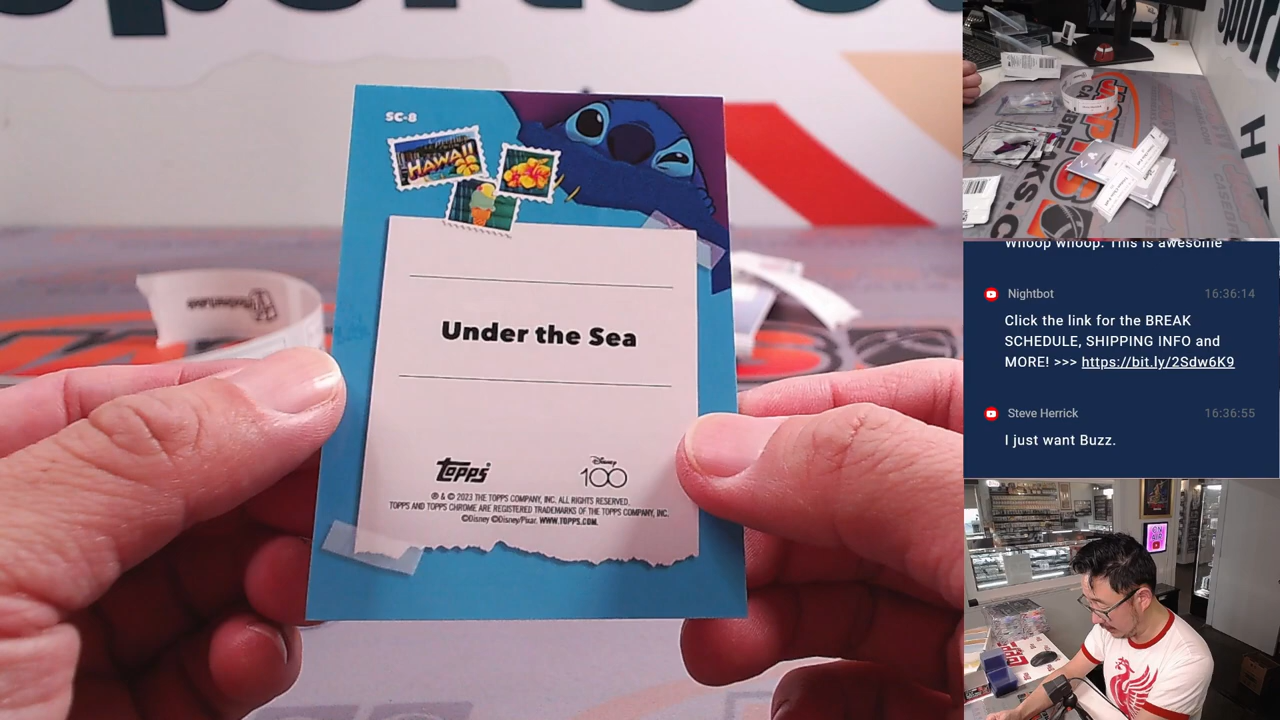 SC-8
HAWAII
Under the Sea
Topps
Disney
100
® & © 2023 THE TOPPS COMPANY, INC. ALL RIGHTS RESERVED.
TOPPS AND TOPPS CHROME ARE REGISTERED TRADEMARKS OF THE TOPPS COMPANY, INC.
©Disney ©Disney/Pixar. WWW.TOPPS.COM.
Whoop whoop. This is awesome
Nightbot
16:36:14
Click the link for the BREAK
SCHEDULE, SHIPPING INFO and
MORE! >>> https://bit.ly/2Sdw6K9
Steve Herrick
16:36:55
I just want Buzz.
ON
AIR